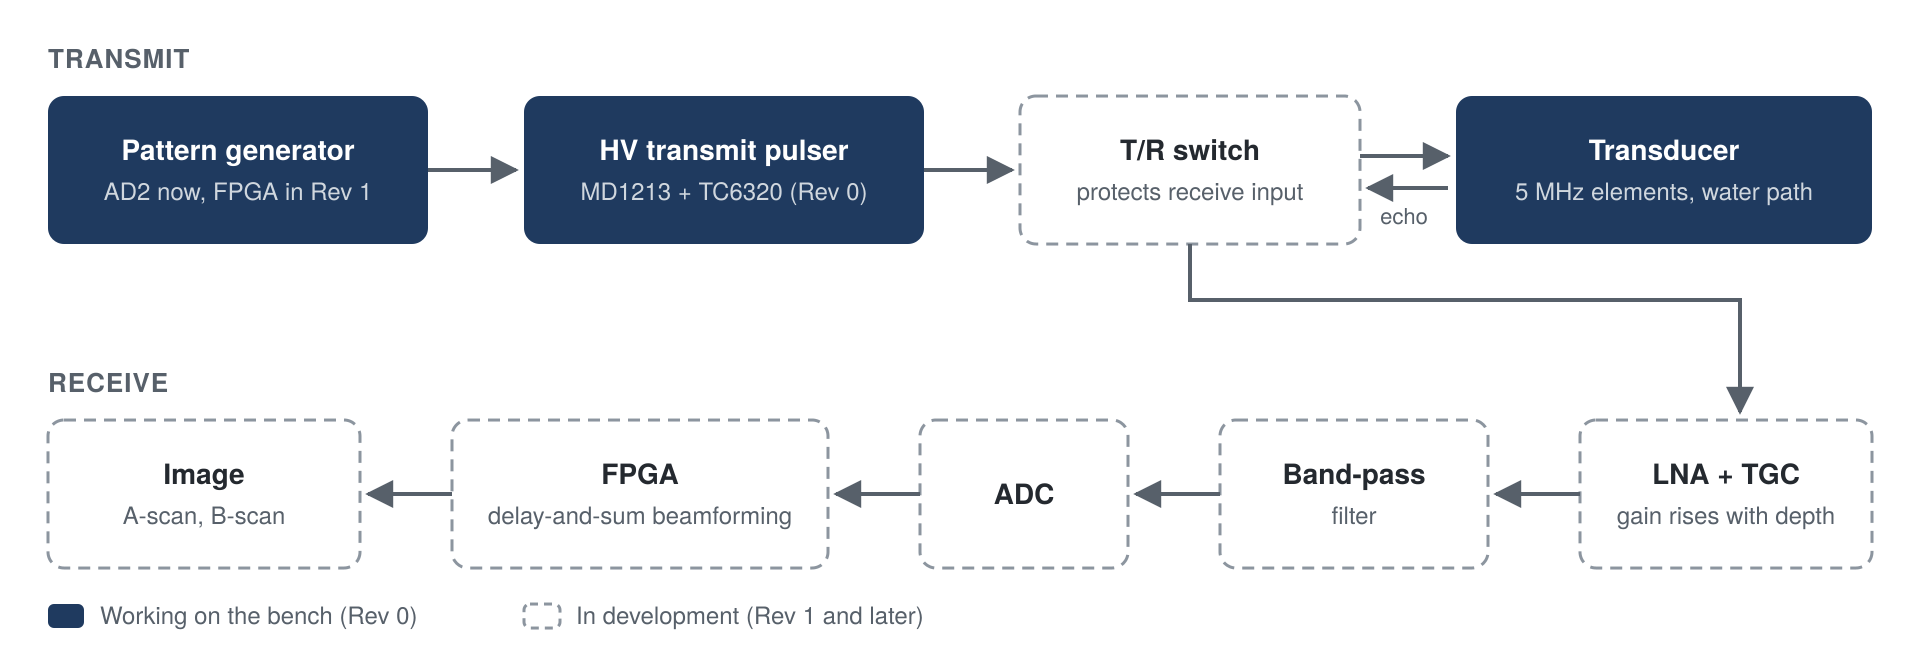 TRANSMIT
Pattern generator
AD2 now, FPGA in Rev 1
HV transmit pulser
MD1213 + TC6320 (Rev 0)
T/R switch
protects receive input
echo
Transducer
5 MHz elements, water path
RECEIVE
Image
A-scan, B-scan
FPGA
delay-and-sum beamforming
ADC
Band-pass
filter
LNA + TGC
gain rises with depth
Working on the bench (Rev 0)
In development (Rev 1 and later)